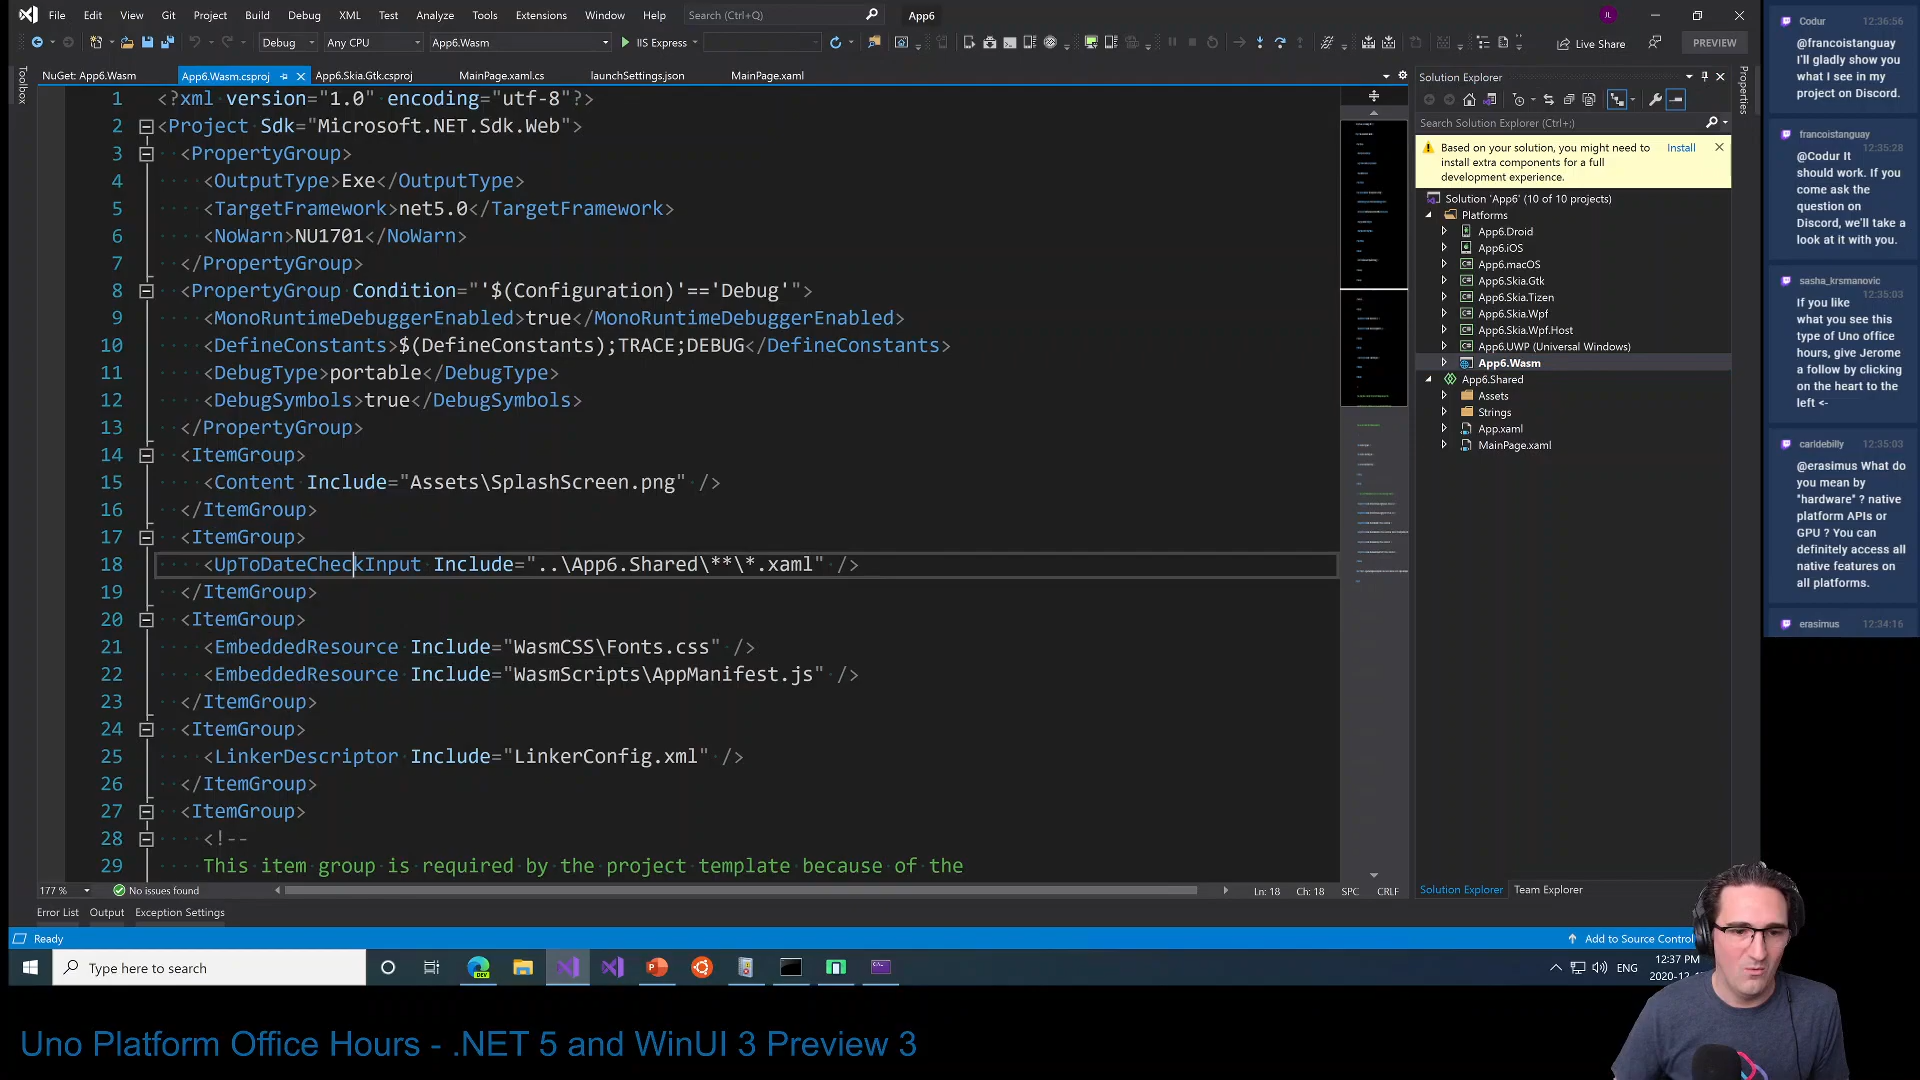 File Edit View Git Project Build Debug XML Test Analyze Tools Extensions Window Help Search (Ctrl+Q) App6 JL
Debug Any CPU App6.Wasm IIS Express Live Share PREVIEW
Toolbox
NuGet: App6.Wasm App6.Wasm.csproj App6.Skia.Gtk.csproj MainPage.xaml.cs launchSettings.json MainPage.xaml
1 <?xml version="1.0" encoding="utf-8"?>
2 <Project Sdk="Microsoft.NET.Sdk.Web">
3 <PropertyGroup>
4 <OutputType>Exe</OutputType>
5 <TargetFramework>net5.0</TargetFramework>
6 <NoWarn>NU1701</NoWarn>
7 </PropertyGroup>
8 <PropertyGroup Condition="'$(Configuration)'=='Debug'">
9 <MonoRuntimeDebuggerEnabled>true</MonoRuntimeDebuggerEnabled>
10 <DefineConstants>$(DefineConstants);TRACE;DEBUG</DefineConstants>
11 <DebugType>portable</DebugType>
12 <DebugSymbols>true</DebugSymbols>
13 </PropertyGroup>
14 <ItemGroup>
15 <Content Include="Assets\SplashScreen.png" />
16 </ItemGroup>
17 <ItemGroup>
18 <UpToDateCheckInput Include="..\App6.Shared\**\*.xaml" />
19 </ItemGroup>
20 <ItemGroup>
21 <EmbeddedResource Include="WasmCSS\Fonts.css" />
22 <EmbeddedResource Include="WasmScripts\AppManifest.js" />
23 </ItemGroup>
24 <ItemGroup>
25 <LinkerDescriptor Include="LinkerConfig.xml" />
26 </ItemGroup>
27 <ItemGroup>
28 <!--
29 This item group is required by the project template because of the
177 % No issues found Ln: 18 Ch: 18 SPC CRLF
Error List Output Exception Settings
Ready
Add to Source Control
Solution Explorer
Properties
Search Solution Explorer (Ctrl+;)
Based on your solution, you might need to install extra components for a full development experience. Install
Solution 'App6' (10 of 10 projects)
Platforms
App6.Droid
App6.iOS
App6.macOS
App6.Skia.Gtk
App6.Skia.Tizen
App6.Skia.Wpf
App6.Skia.Wpf.Host
App6.UWP (Universal Windows)
App6.Wasm
App6.Shared
Assets
Strings
App.xaml
MainPage.xaml
Solution Explorer Team Explorer
Codur 12:36:56
@francoistanguay
I'll gladly show you
what I see in my
project on Discord.
francoistanguay
12:35:28
@Codur It
should work. If you
come ask the
question on
Discord, we'll take a
look at it with you.
sasha_krsmanovic
12:35:03
If you like
what you see this
type of Uno office
hours, give Jerome
a follow by clicking
on the heart to the
left <-
carldebilly 12:35:03
@erasimus What do
you mean by
"hardware" ? native
platform APIs or
GPU ? You can
definitely access all
native features on
all platforms.
erasimus 12:34:16
Type here to search
DEV
ENG
12:37 PM
Uno Platform Office Hours - .NET 5 and WinUI 3 Preview 3